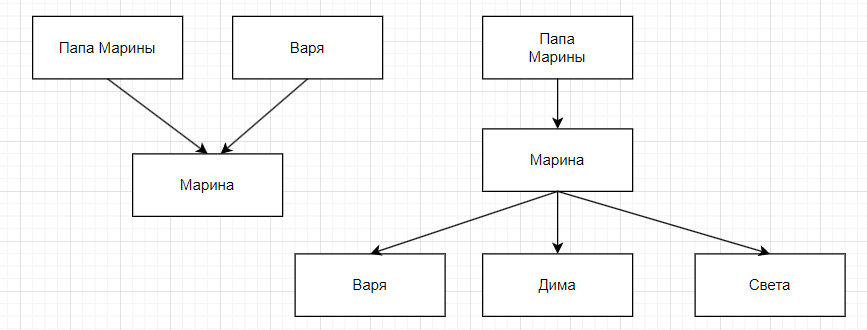 Папа Марины
Варя
Папа
Марины
Марина
Марина
Варя
Дима
Света